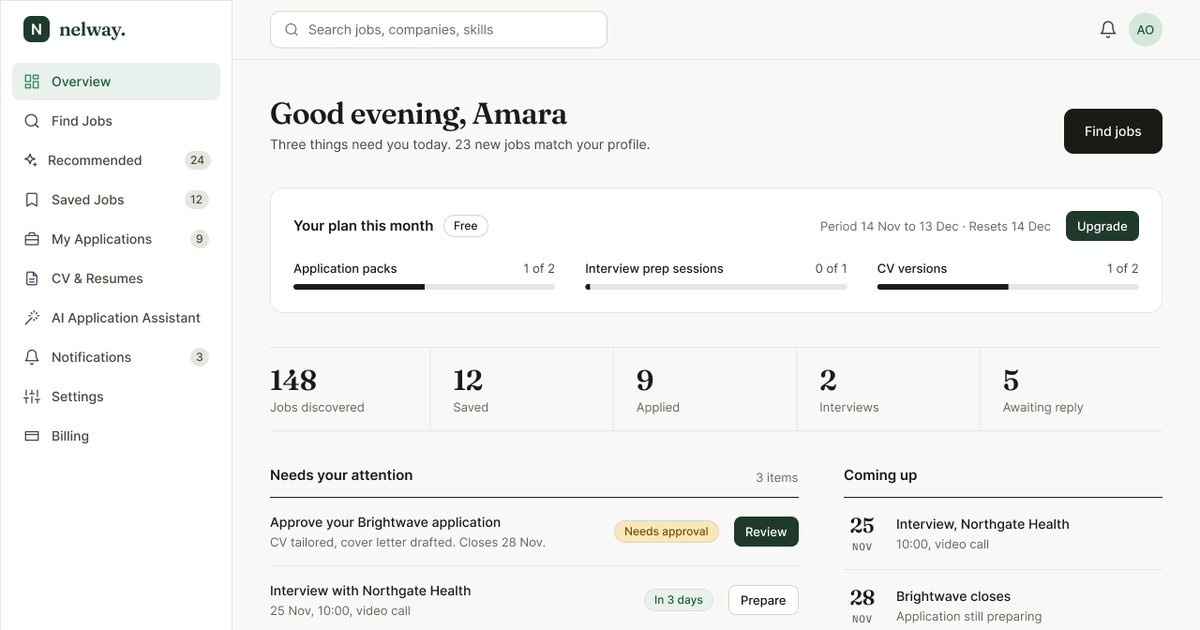 N nelway.
Search jobs, companies, skills
AO
Overview
Find Jobs
Recommended 24
Saved Jobs 12
My Applications 9
CV & Resumes
AI Application Assistant
Notifications 3
Settings
Billing
Good evening, Amara
Three things need you today. 23 new jobs match your profile.
Find jobs
Your plan this month Free
Period 14 Nov to 13 Dec · Resets 14 Dec
Upgrade
Application packs 1 of 2
Interview prep sessions 0 of 1
CV versions 1 of 2
148
Jobs discovered
12
Saved
9
Applied
2
Interviews
5
Awaiting reply
Needs your attention 3 items
Approve your Brightwave application
CV tailored, cover letter drafted. Closes 28 Nov.
Needs approval
Review
Interview with Northgate Health
25 Nov, 10:00, video call
In 3 days
Prepare
Coming up
25
NOV
Interview, Northgate Health
10:00, video call
28
NOV
Brightwave closes
Application still preparing